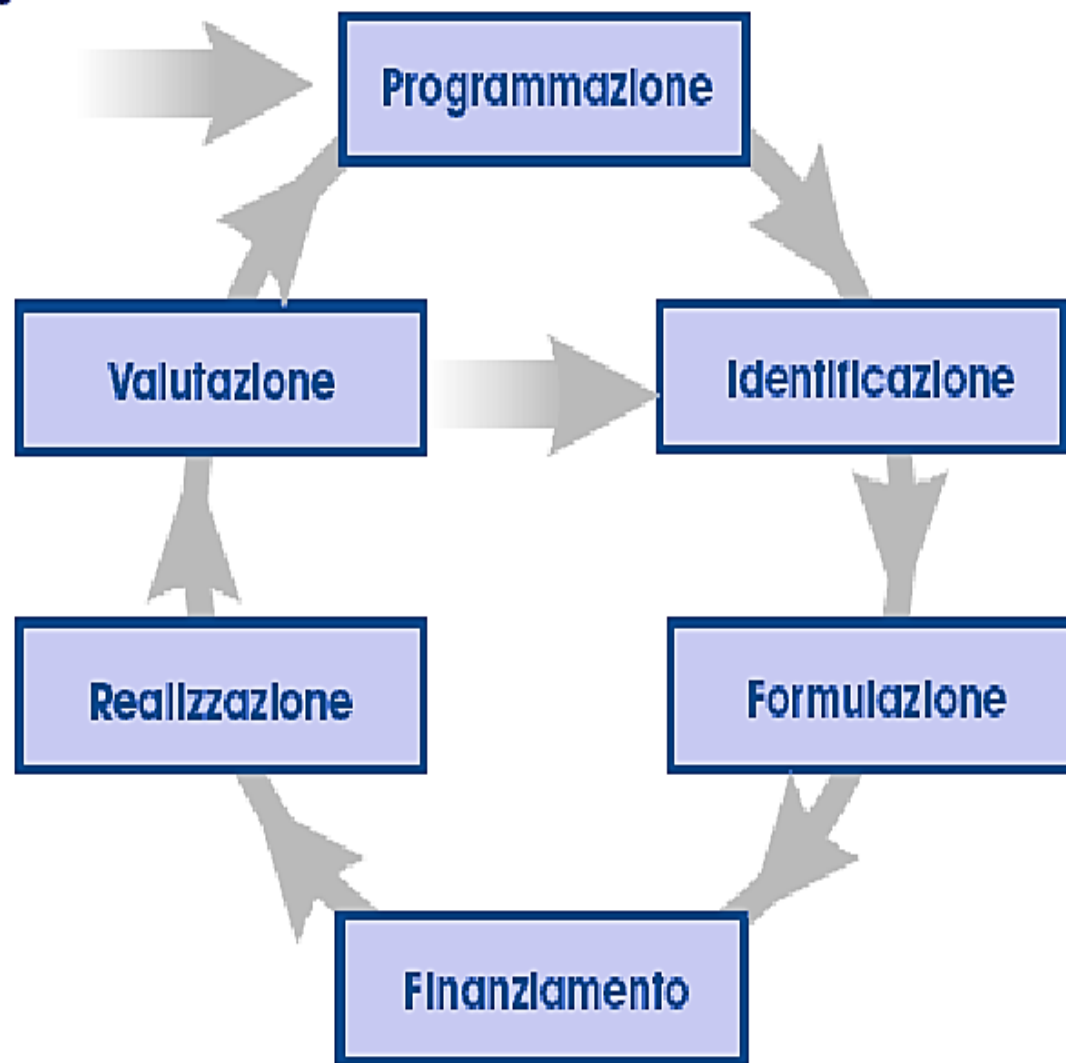 Programmazione
Valutazione
Identificazione
Realizzazione
Formulazione
Finanziamento